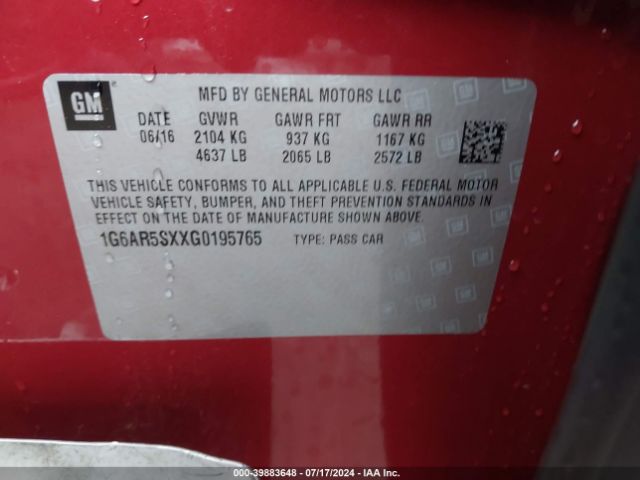 GM
MFD BY GENERAL MOTORS LLC
DATE GVWR GAWR FRT GAWR RR
06/16 2104 KG 937 KG 1167 KG
4637 LB 2065 LB 2572 LB
THIS VEHICLE CONFORMS TO ALL APPLICABLE U.S. FEDERAL MOTOR
VEHICLE SAFETY, BUMPER, AND THEFT PREVENTION STANDARDS IN
EFFECT ON THE DATE OF MANUFACTURE SHOWN ABOVE.
1G6AR5SXXG0195765 TYPE: PASS CAR
000-39883648 - 07/17/2024 - IAA Inc.